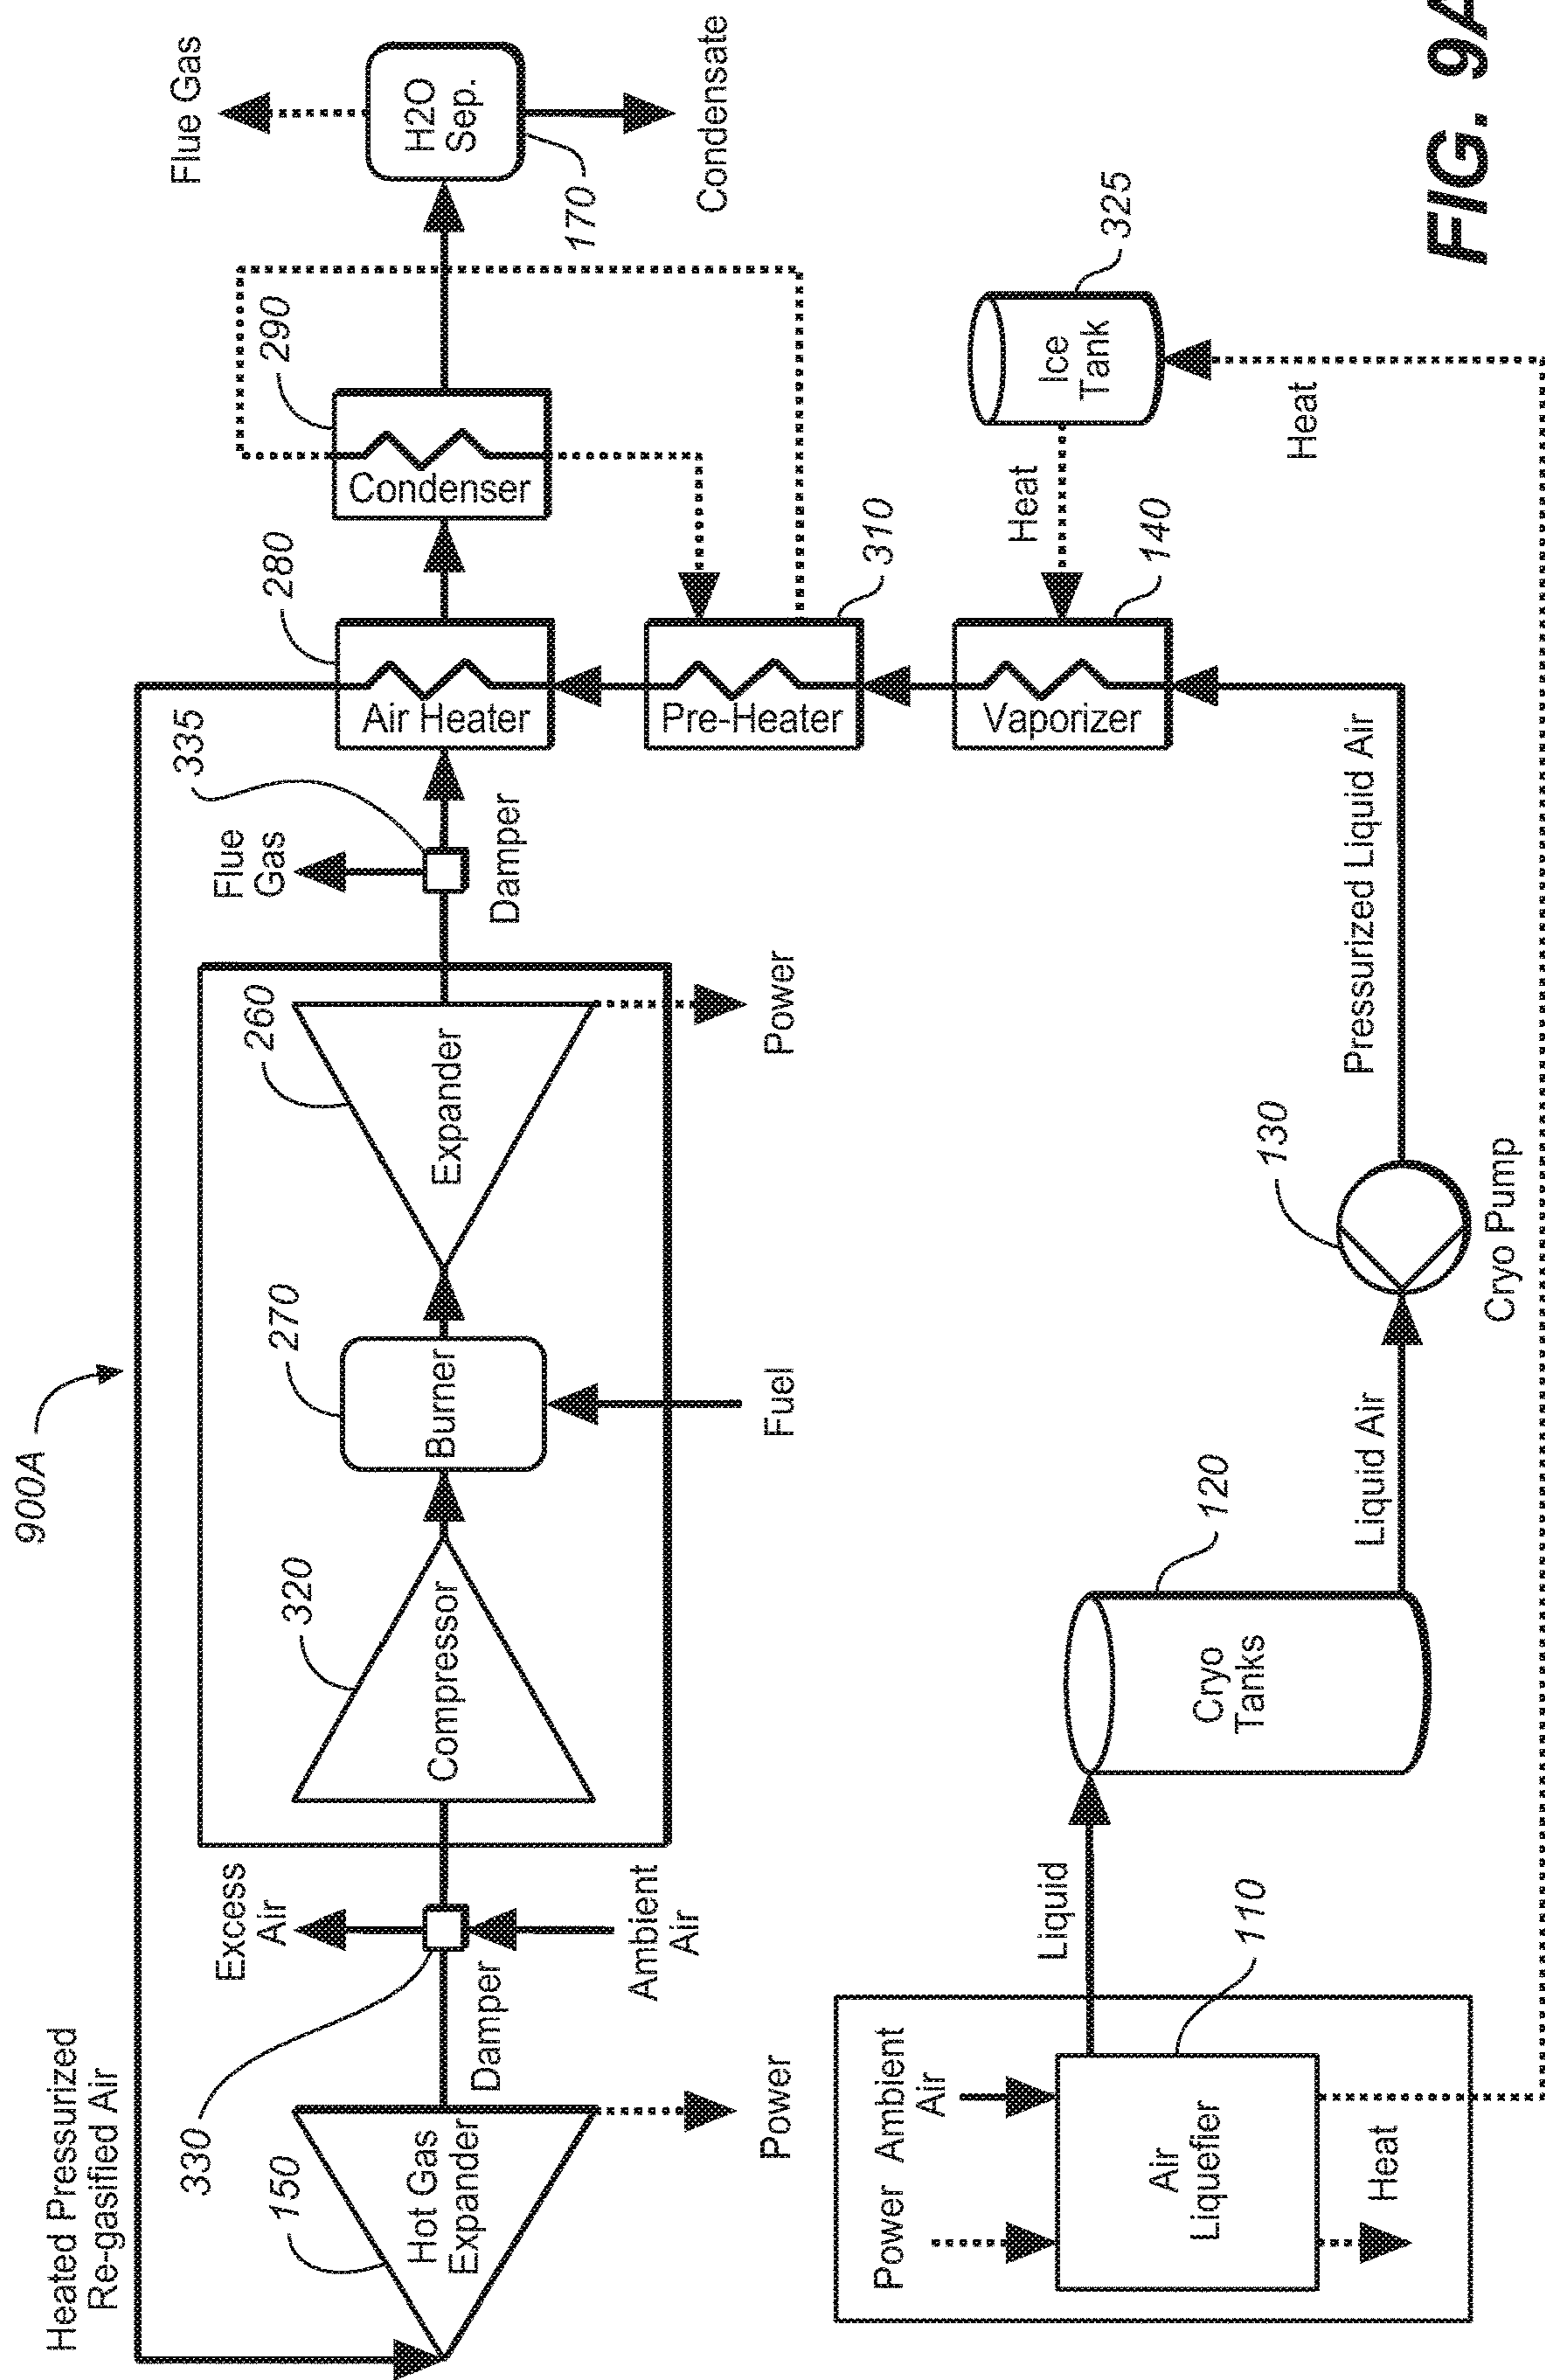 900A
Heated Pressurized
Re-gasified Air
150
Hot Gas
Expander
Power
330
Damper
Excess
Air
Ambient
Air
320
Compressor
270
Burner
Fuel
260
Expander
Power
335
Flue
Gas
Damper
280
Air Heater
290
Condenser
Flue Gas
H2O
Sep.
170
Condensate
310
Pre-Heater
140
Vaporizer
Heat
Ice
Tank
325
Heat
Power
Ambient
Air
110
Air
Liquefier
Heat
Liquid
120
Cryo
Tanks
Liquid Air
130
Cryo Pump
Pressurized Liquid Air
FIG. 9A